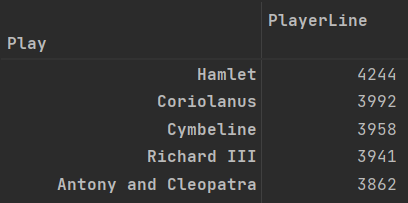 PlayerLine
Play
Hamlet 4244
Coriolanus 3992
Cymbeline 3958
Richard III 3941
Antony and Cleopatra 3862